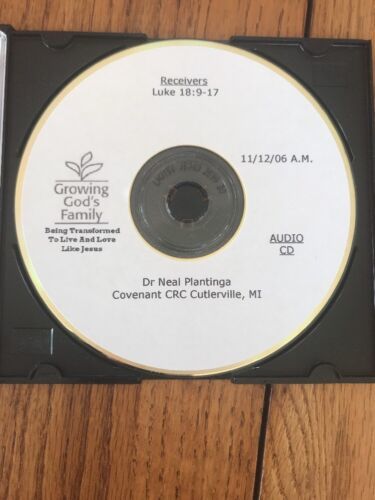 Receivers
Luke 18:9-17
11/12/06 A.M.
Growing
God's
Family
Being Transformed
To Live And Love
Like Jesus
AUDIO
CD
Dr Neal Plantinga
Covenant CRC Cutlerville, MI